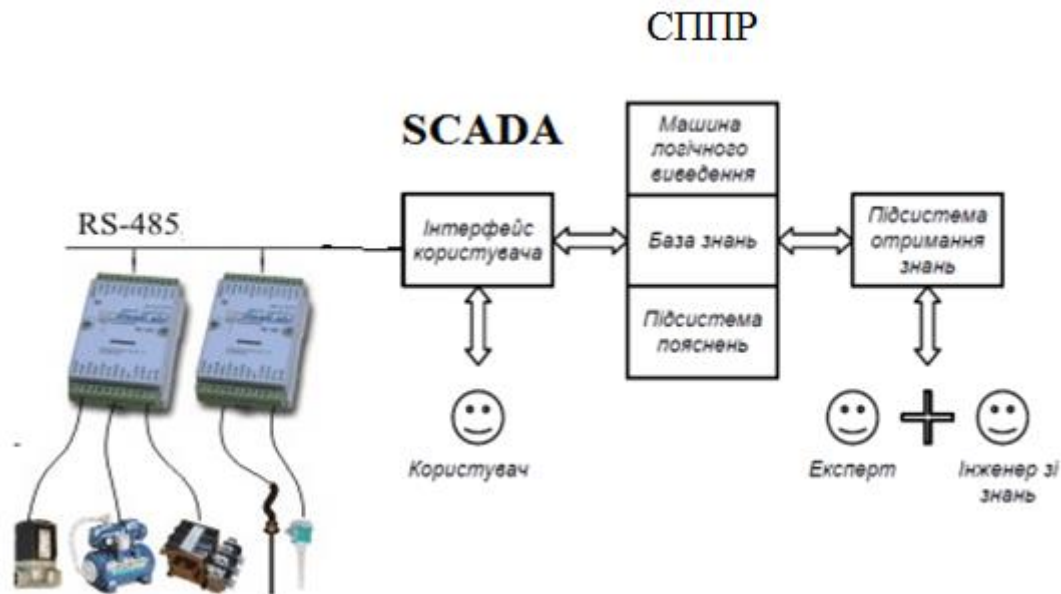 СППР
SCADA
RS-485
Машина
логічного
виведення
Інтерфейс
користувача
База знань
Підсистема
отримання
знань
Підсистема
пояснень
Користувач
Експерт
Інженер зі
знань